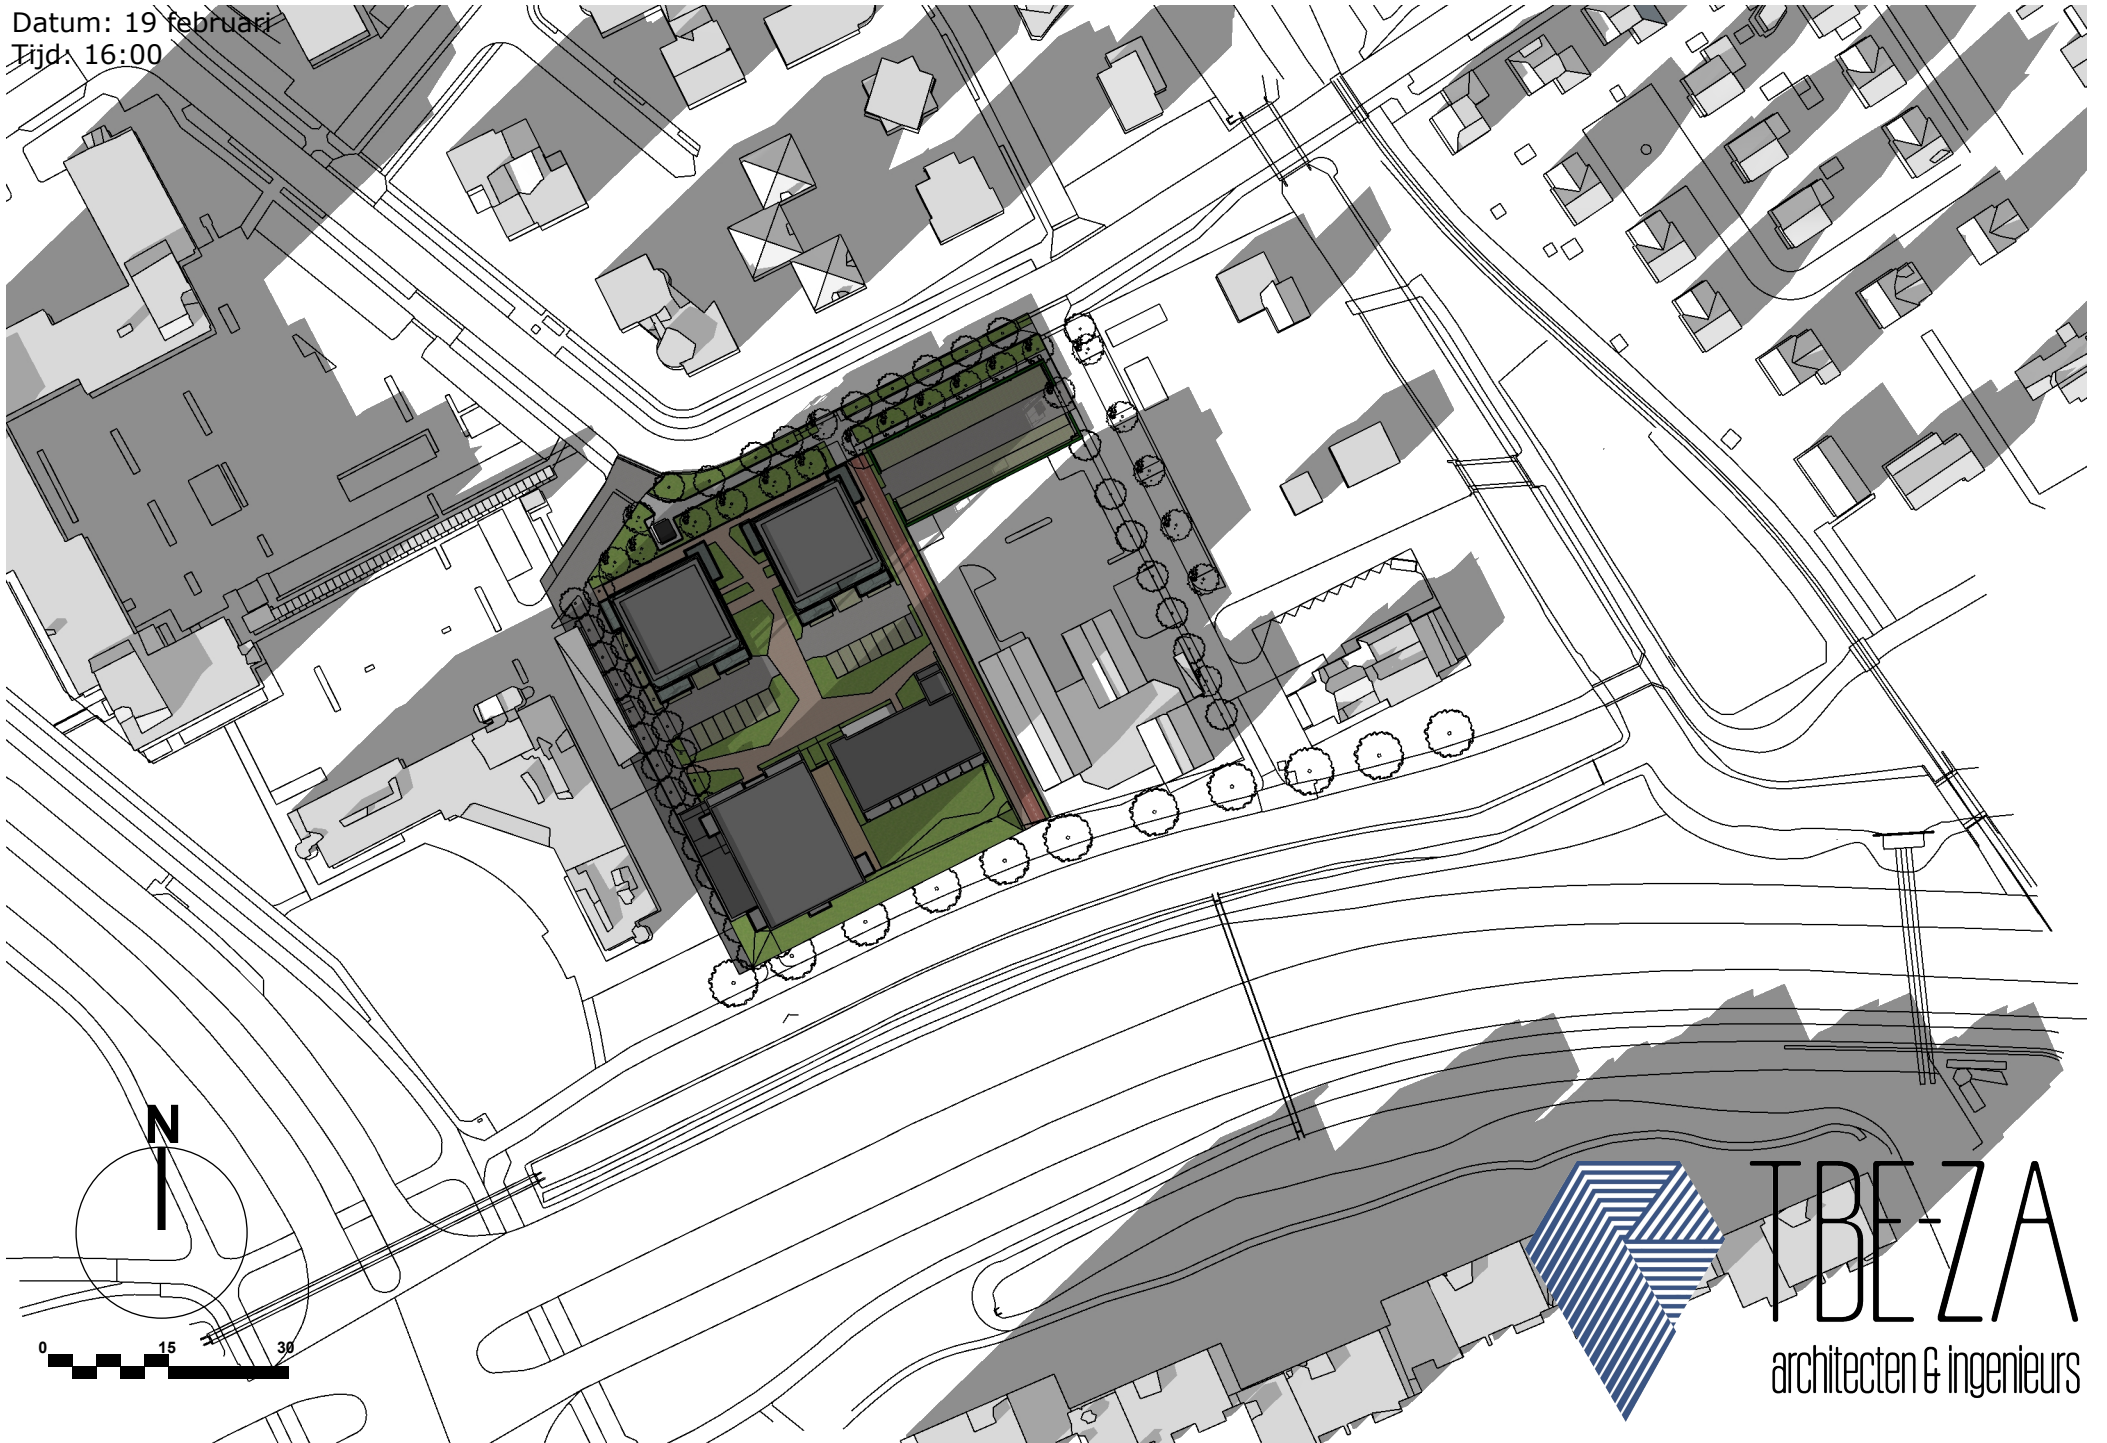 Datum: 19 februari
Tijd: 16:00
N
0 15 30
TBE-ZA
architecten & ingenieurs